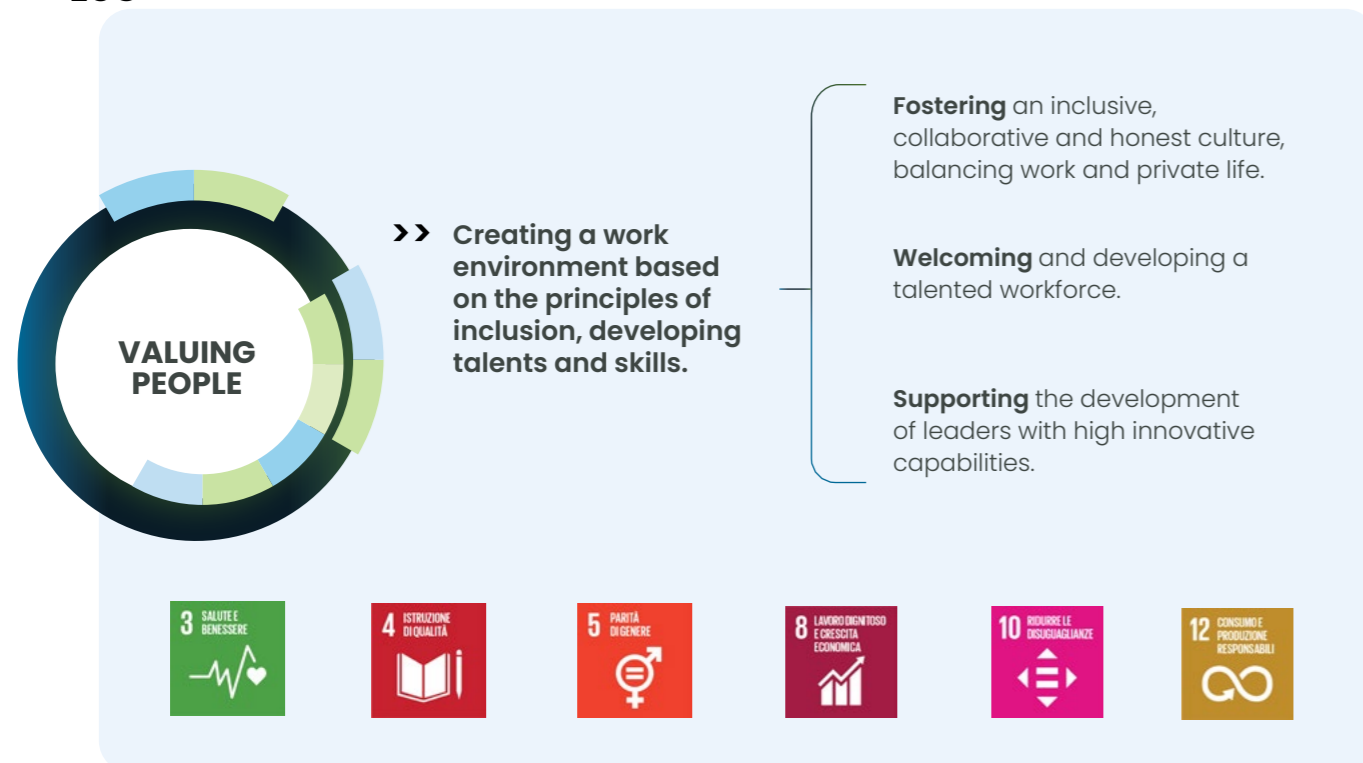 VALUING
PEOPLE
Creating a work
environment based
on the principles of
inclusion, developing
talents and skills.
Fostering an inclusive,
collaborative and honest culture,
balancing work and private life.
Welcoming and developing a
talented workforce.
Supporting the development
of leaders with high innovative
capabilities.
3 SALUTE E
BENESSERE
4 ISTRUZIONE
DI QUALITÀ
5 PARITÀ
DI GENERE
8 LAVORO DIGNITOSO
E CRESCITA
ECONOMICA
10 RIDURRE LE
DISUGUAGLIANZE
12 CONSUMO E
PRODUZIONE
RESPONSABILI